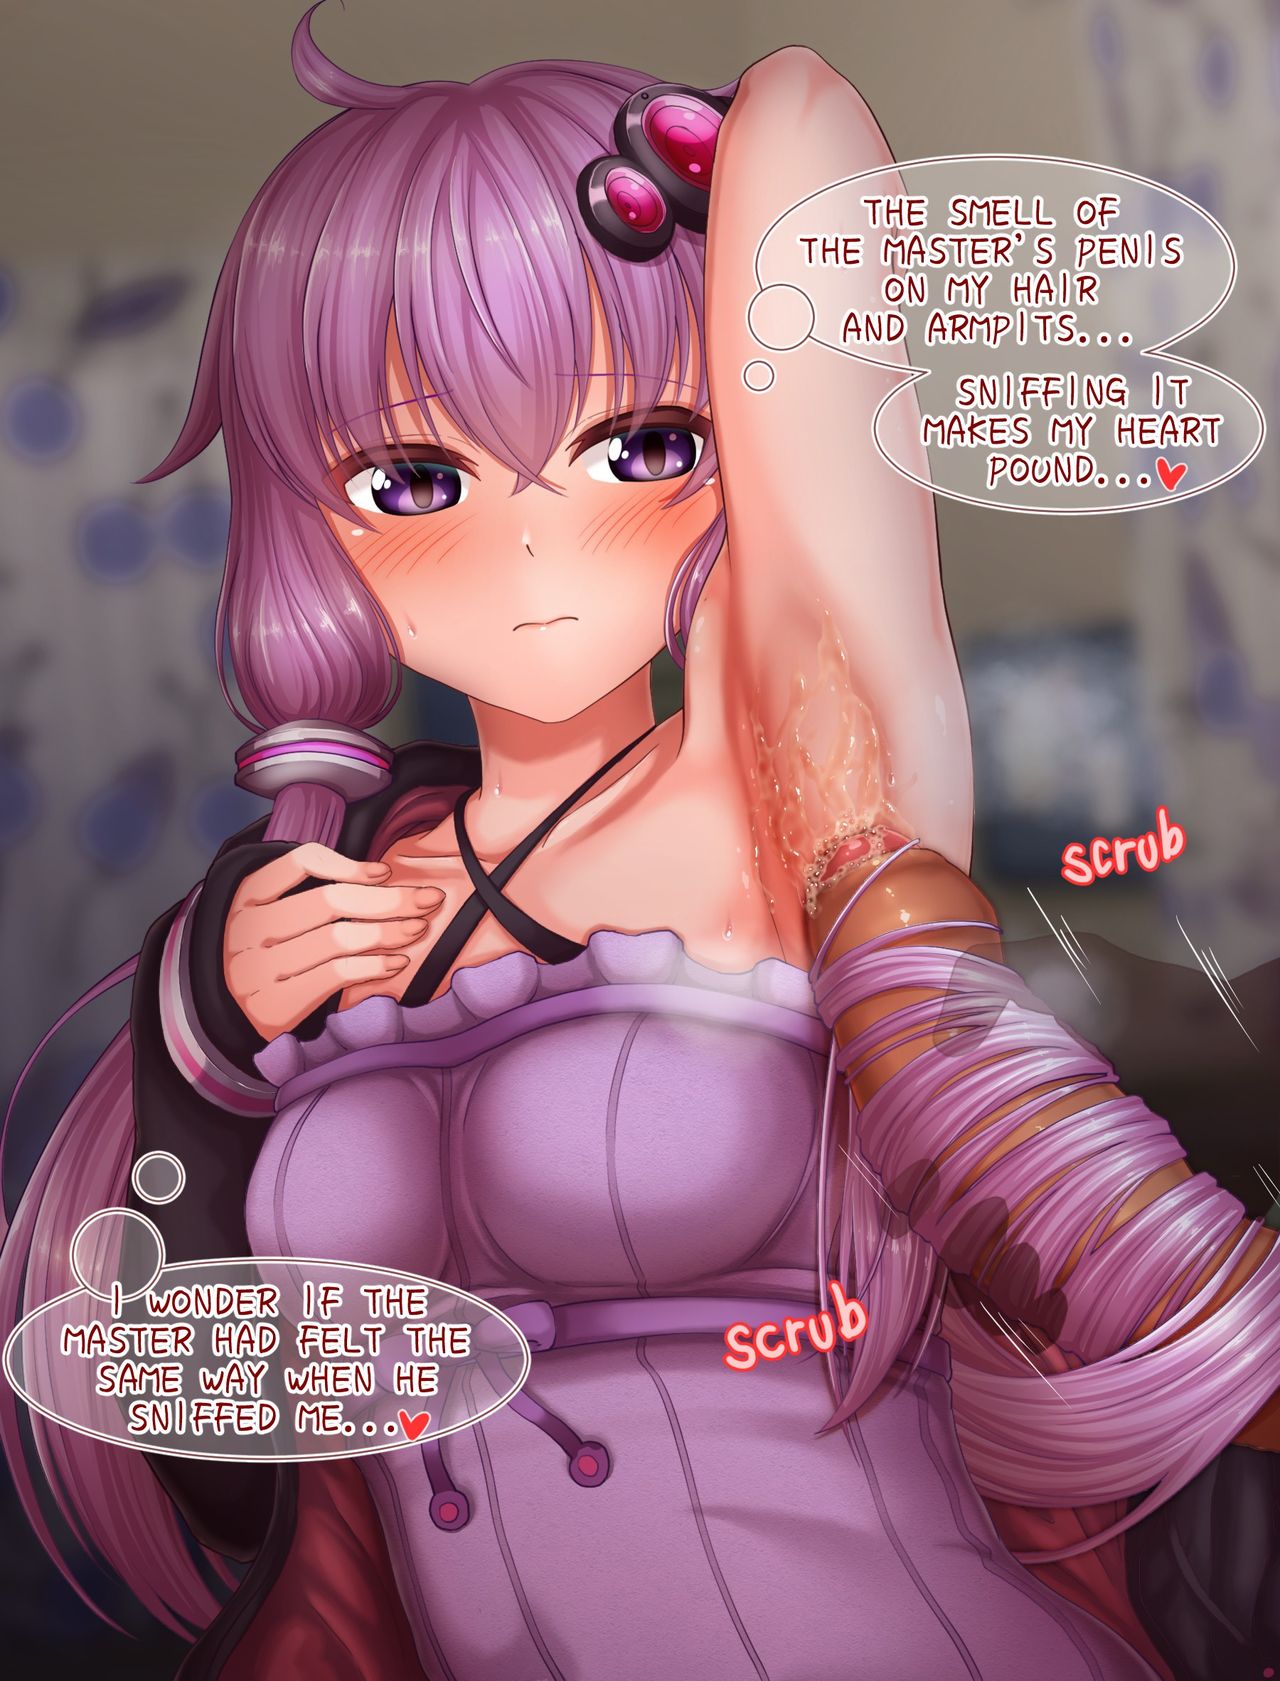 THE SMELL OF
THE MASTER'S PENIS
ON MY HAIR
AND ARMPITS...
SNIFFING IT
MAKES MY HEART
POUND...♥
scrub
I WONDER IF THE
MASTER HAD FELT THE
SAME WAY WHEN HE
SNIFFED ME...♥
scrub